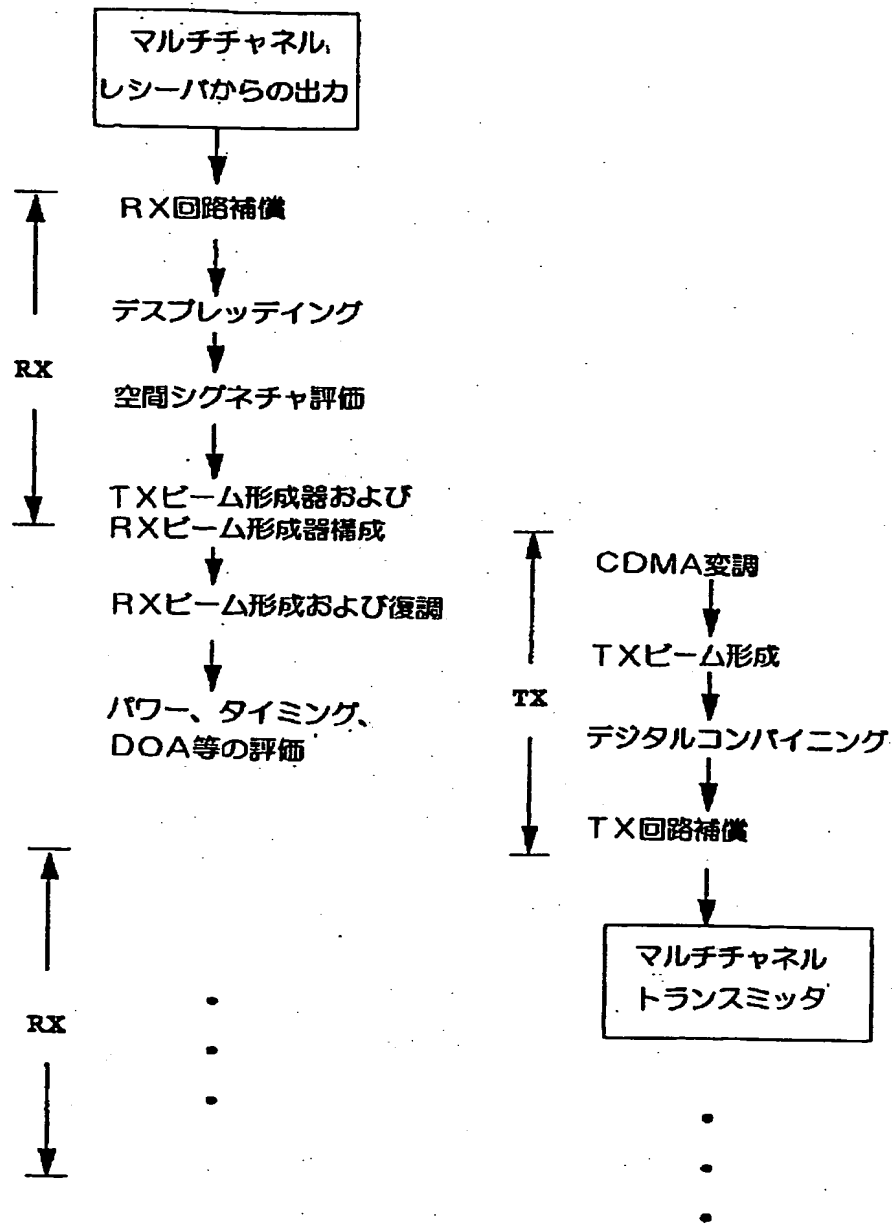 マルチチャネル
レシーバからの出力
RX回路補償
デスプレッデイング
空間シグネチャ評価
TXビーム形成器および
RXビーム形成器構成
RXビーム形成および復調
パワー、タイミング、
DOA等の評価
RX
RX
CDMA変調
TXビーム形成
デジタルコンバイニング
TX回路補償
TX
マルチチャネル
トランスミッタ